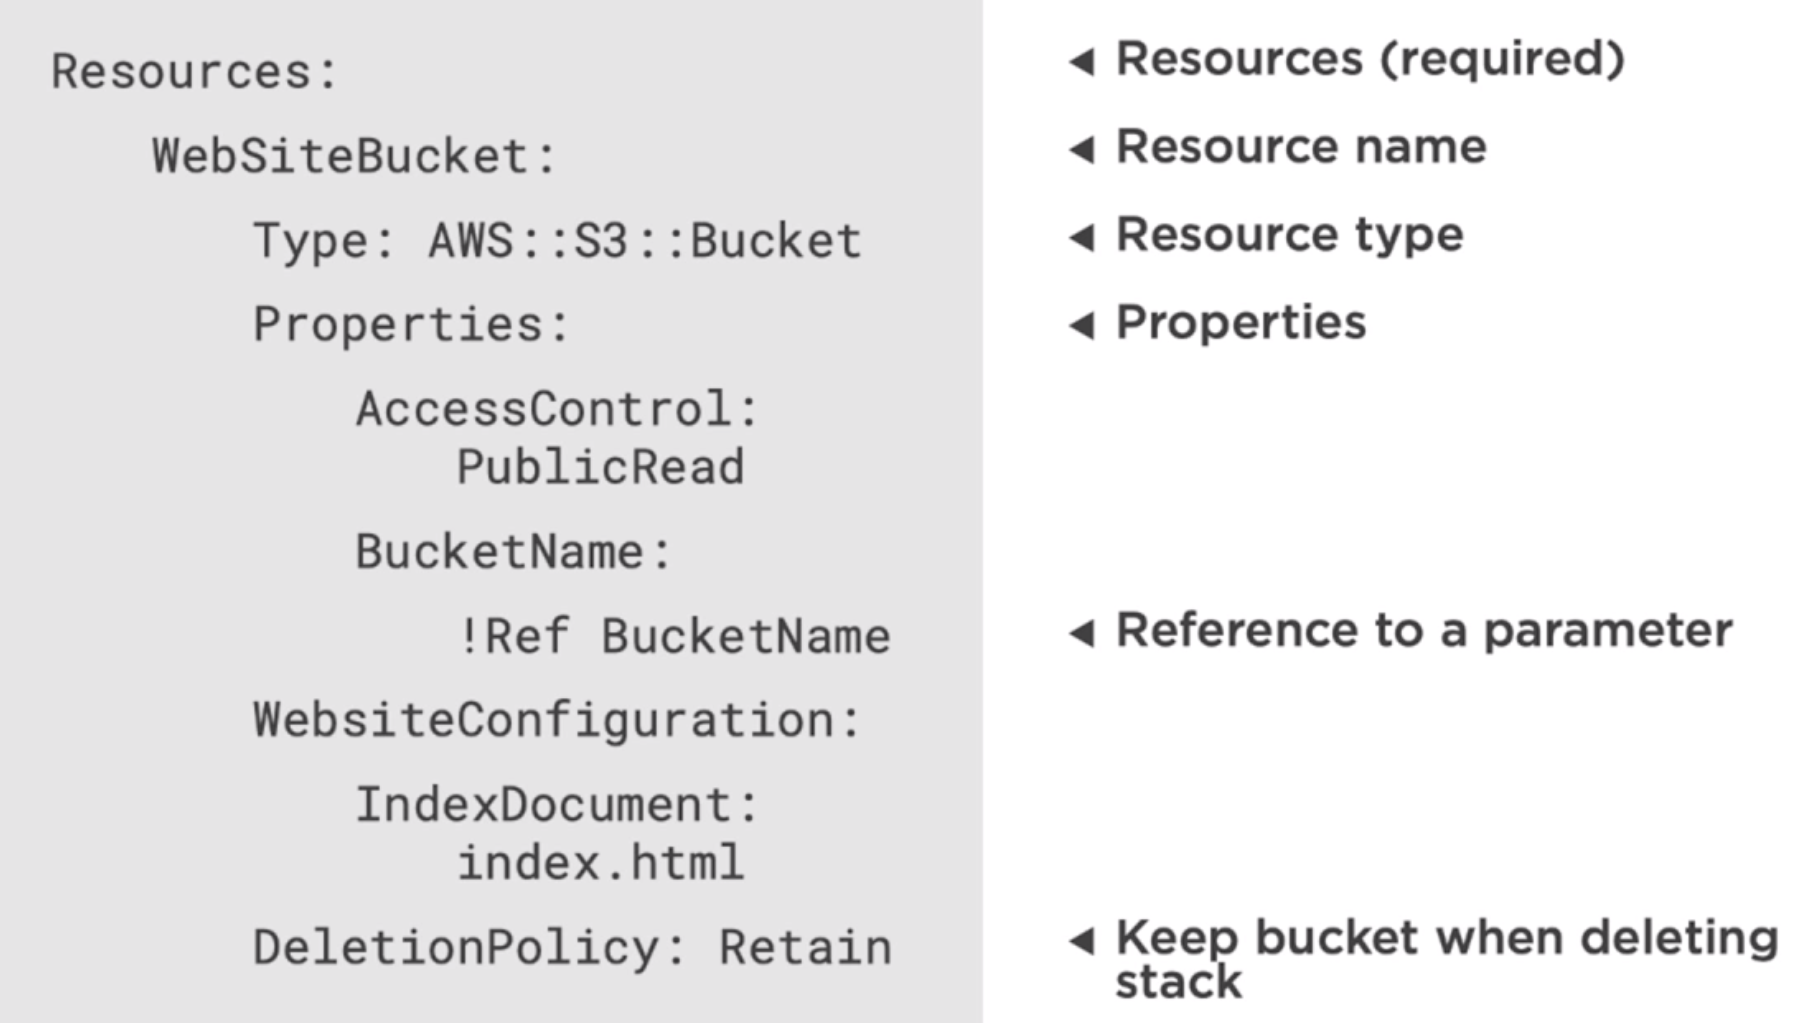 Resources:
WebSiteBucket:
Type: AWS::S3::Bucket
Properties:
AccessControl:
PublicRead
BucketName:
!Ref BucketName
WebsiteConfiguration:
IndexDocument:
index.html
DeletionPolicy: Retain
Resources (required)
Resource name
Resource type
Properties
Reference to a parameter
Keep bucket when deleting
stack